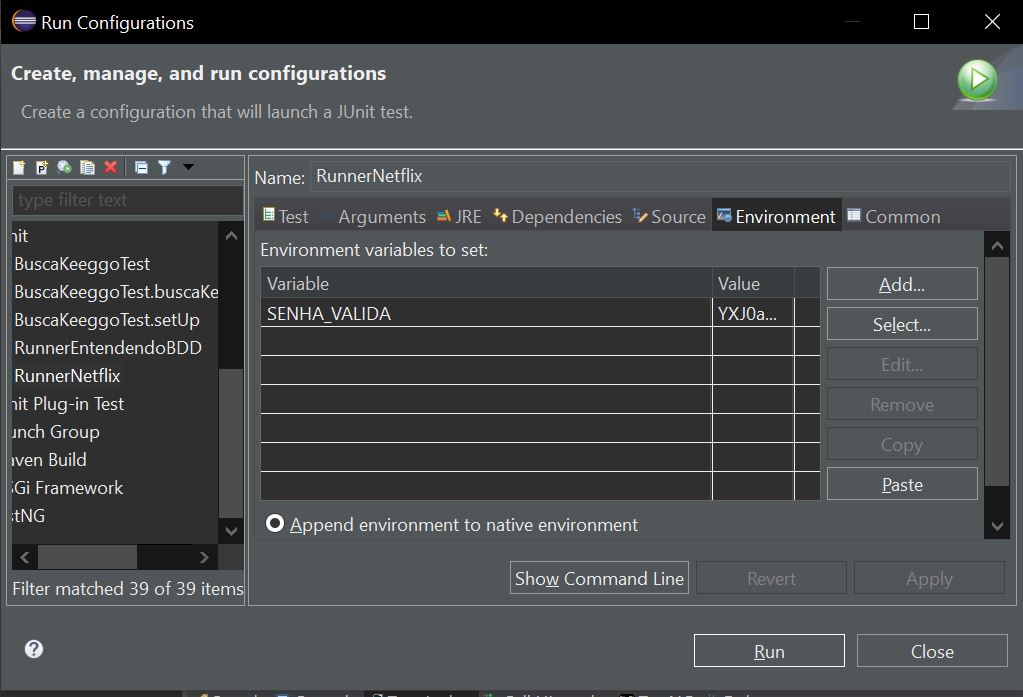 Run Configurations
Create, manage, and run configurations
Create a configuration that will launch a JUnit test.
type filter text
nit
BuscaKeeggoTest
BuscaKeeggoTest.buscaKe
BuscaKeeggoTest.setUp
RunnerEntendendoBDD
RunnerNetflix
nit Plug-in Test
unch Group
aven Build
Gi Framework
stNG
Filter matched 39 of 39 items
Name: RunnerNetflix
Test Arguments JRE Dependencies Source Environment Common
Environment variables to set:
Variable Value
SENHA_VALIDA YXJ0a...
Add...
Select...
Edit...
Remove
Copy
Paste
Append environment to native environment
Show Command Line Revert Apply
Run Close